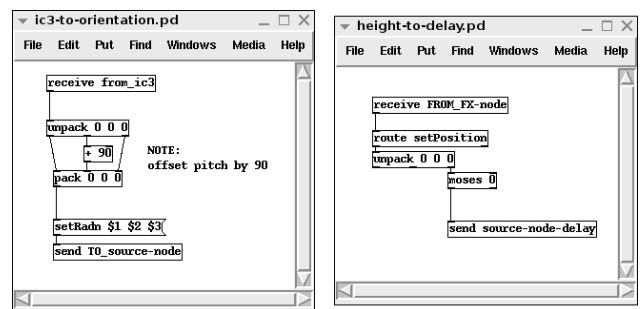 ic3-to-orientation.pd
File Edit Put Find Windows Media Help
receive from_ic3
unpack 0 0 0
+ 90
NOTE:
offset pitch by 90
pack 0 0 0
setRadn $1 $2 $3
send TO_source-node
height-to-delay.pd
File Edit Put Find Windows Media Help
receive FROM_FX-node
route setPosition
unpack 0 0 0
moses 0
send source-node-delay